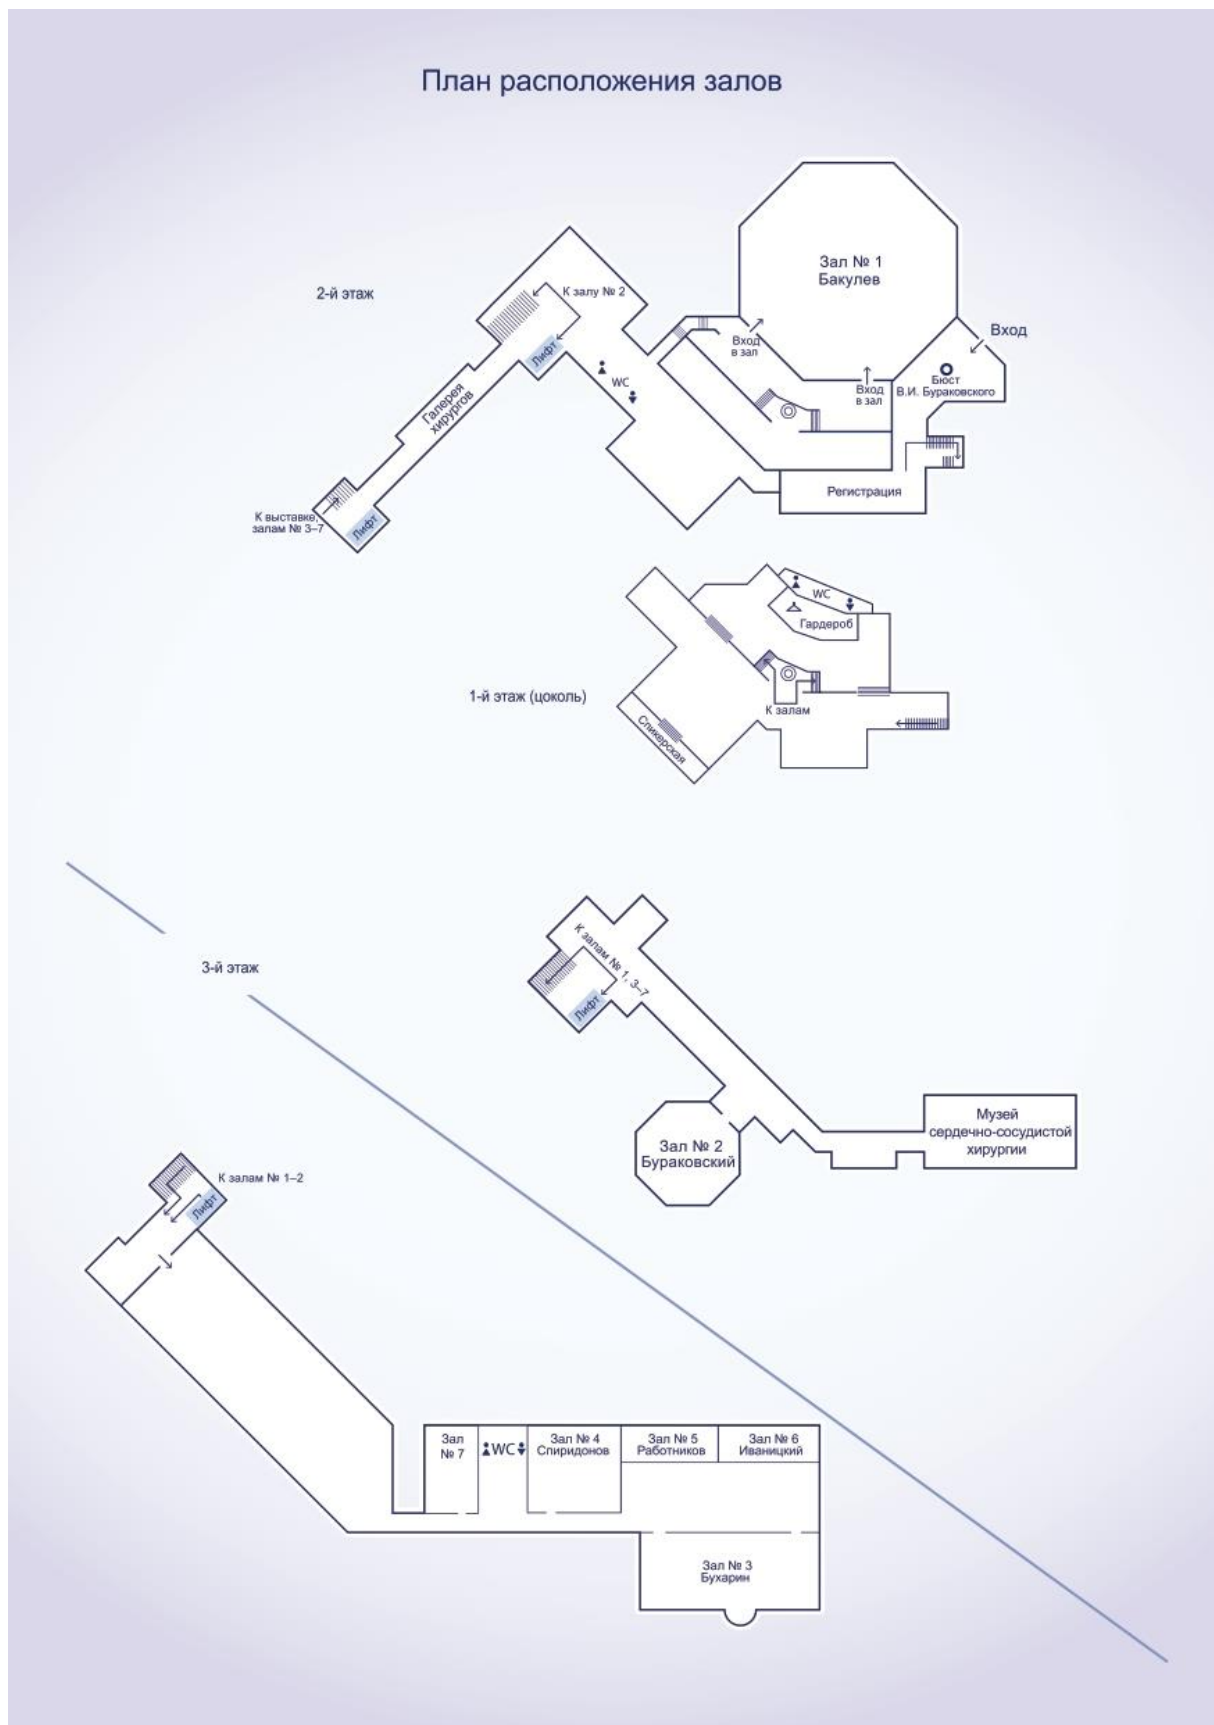 План расположения залов
Зал № 1
Бакулев
2-й этаж
К залу № 2
Вход
Вход
в зал
Лифт
WC
Бюст
В.И. Бураковского
Вход
в зал
Галерея
хирургов
Регистрация
К выставке,
залам № 3–7
Лифт
WC
Гардероб
1-й этаж (цоколь)
К залам
Спикерская
3-й этаж
К залам № 1, 3–7
Лифт
Музей
сердечно-сосудистой
хирургии
Зал № 2
Бураковский
К залам № 1–2
Лифт
Зал
№ 7
WC
Зал № 4
Спиридонов
Зал № 5
Работников
Зал № 6
Иваницкий
Зал № 3
Бухарин